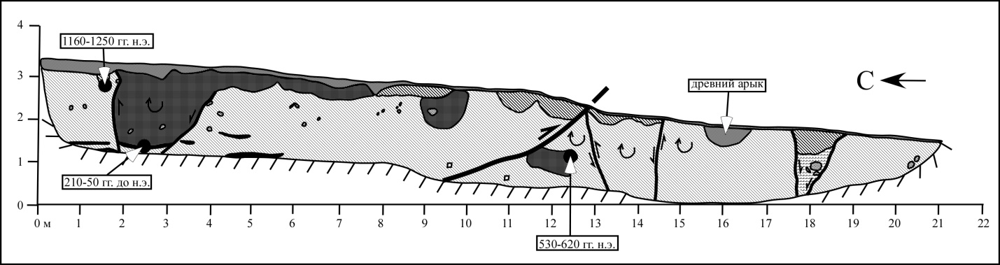 4
1160-1250 гг. н.э.
3
древний арык
С
2
1
210-50 гг. до н.э.
0
0 м 1 2 3 4 5 6 7 8 9 10 11 12 13 14 15 16 17 18 19 20 21 22
530-620 гг. н.э.